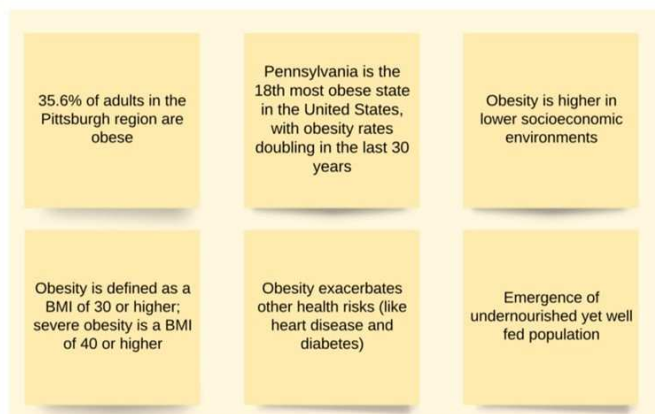 35.6% of adults in the
Pittsburgh region are
obese
Pennsylvania is the
18th most obese state
in the United States,
with obesity rates
doubling in the last 30
years
Obesity is higher in
lower socioeconomic
environments
Obesity is defined as a
BMI of 30 or higher;
severe obesity is a BMI
of 40 or higher
Obesity exacerbates
other health risks (like
heart disease and
diabetes)
Emergence of
undernourished yet well
fed population